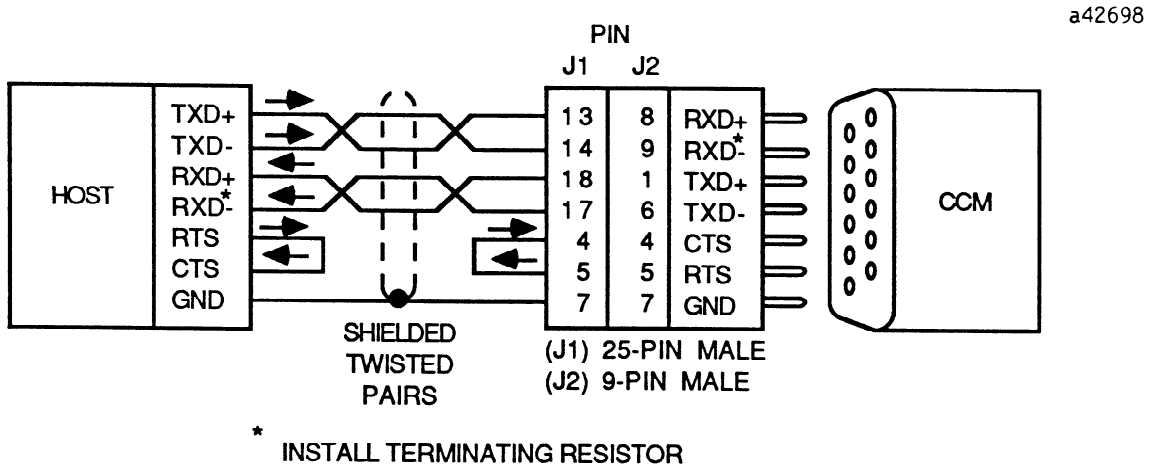 a42698
PIN
J1 J2
HOST
TXD+
TXD-
RXD+
RXD-*
RTS
CTS
GND
13 8 RXD+
14 9 RXD-*
18 1 TXD+
17 6 TXD-
4 4 CTS
5 5 RTS
7 7 GND
CCM
SHIELDED
TWISTED
PAIRS
(J1) 25-PIN MALE
(J2) 9-PIN MALE
* INSTALL TERMINATING RESISTOR